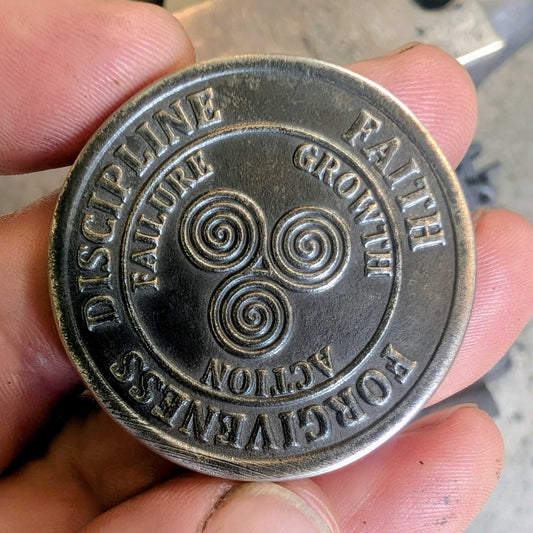 DISCIPLINE
FAITH
FORGIVENESS
FAILURE
GROWTH
ACTION